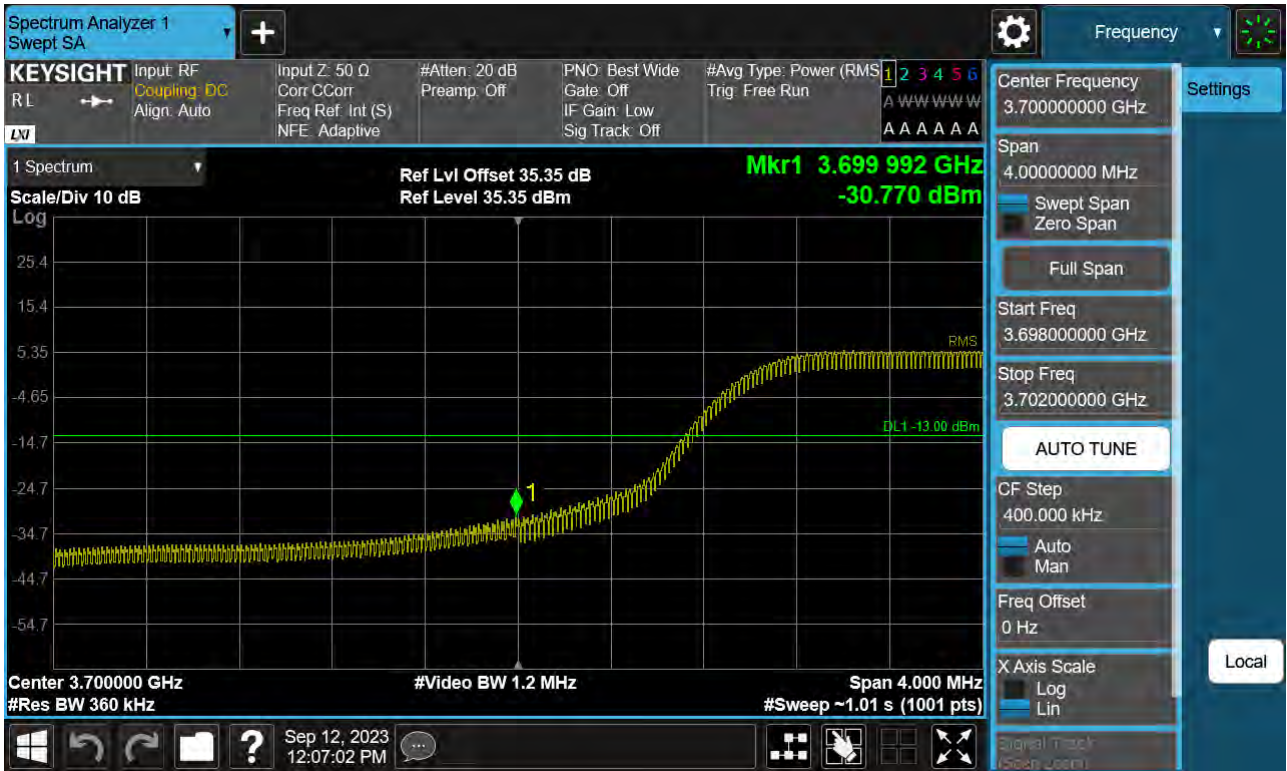 Spectrum Analyzer 1
Swept SA
Frequency
KEYSIGHT
RL
LXI
Input: RF
Coupling: DC
Align: Auto
Input Z: 50 Ω
Corr CCorr
Freq Ref: Int (S)
NFE: Adaptive
#Atten: 20 dB
Preamp: Off
PNO: Best Wide
Gate: Off
IF Gain: Low
Sig Track: Off
#Avg Type: Power (RMS
Trig: Free Run
1 2 3 4 5 6
A W W W W W
A A A A A A
1 Spectrum
Scale/Div 10 dB
Log
Ref Lvl Offset 35.35 dB
Ref Level 35.35 dBm
Mkr1 3.699 992 GHz
-30.770 dBm
25.4
15.4
5.35
-4.65
-14.7
-24.7
-34.7
-44.7
-54.7
RMS
DL1 -13.00 dBm
1
Center 3.700000 GHz
#Res BW 360 kHz
#Video BW 1.2 MHz
Span 4.000 MHz
#Sweep ~1.01 s (1001 pts)
Sep 12, 2023
12:07:02 PM
Center Frequency
3.700000000 GHz
Settings
Span
4.00000000 MHz
Swept Span
Zero Span
Full Span
Start Freq
3.698000000 GHz
Stop Freq
3.702000000 GHz
AUTO TUNE
CF Step
400.000 kHz
Auto
Man
Freq Offset
0 Hz
X Axis Scale
Log
Lin
Local
Signal Track
(Span Zoom)